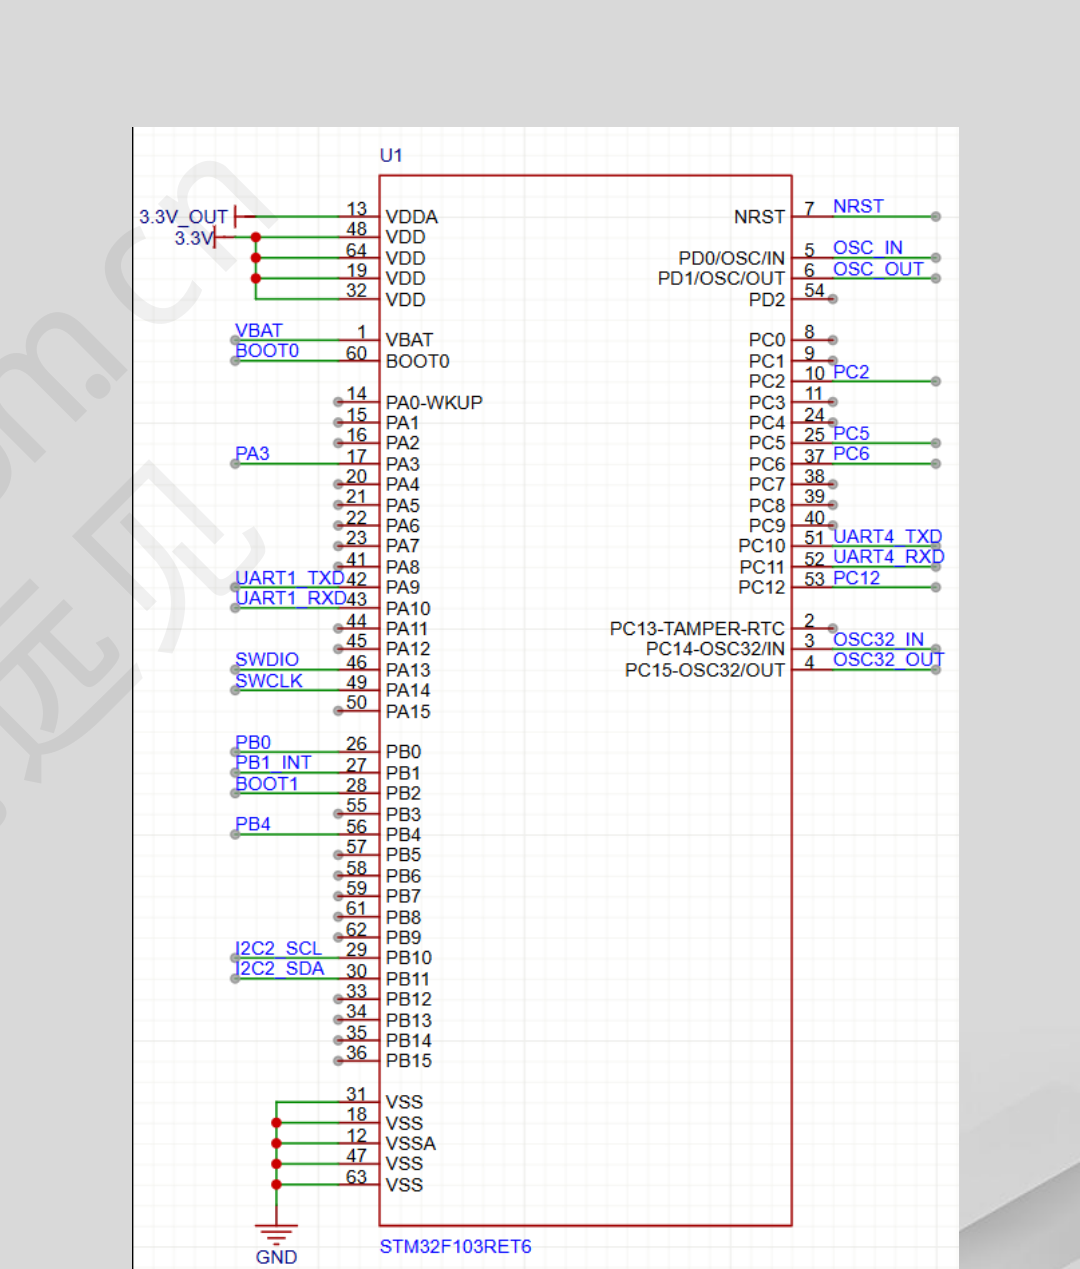 U1
3.3V_OUT 13 VDDA
3.3V 48 VDD
64 VDD
19 VDD
32 VDD
VBAT 1 VBAT
BOOT0 60 BOOT0
14 PA0-WKUP
15 PA1
16 PA2
PA3 17 PA3
20 PA4
21 PA5
22 PA6
23 PA7
41 PA8
UART1_TXD 42 PA9
UART1_RXD 43 PA10
44 PA11
45 PA12
SWDIO 46 PA13
SWCLK 49 PA14
50 PA15
PB0 26 PB0
PB1_INT 27 PB1
BOOT1 28 PB2
55 PB3
PB4 56 PB4
57 PB5
58 PB6
59 PB7
61 PB8
62 PB9
I2C2_SCL 29 PB10
I2C2_SDA 30 PB11
33 PB12
34 PB13
35 PB14
36 PB15
31 VSS
18 VSS
12 VSSA
47 VSS
63 VSS
GND
NRST 7 NRST
PD0/OSC/IN 5 OSC_IN
PD1/OSC/OUT 6 OSC_OUT
PD2 54
PC0 8
PC1 9
PC2 10 PC2
PC3 11
PC4 24
PC5 25 PC5
PC6 37 PC6
PC7 38
PC8 39
PC9 40
PC10 51 UART4_TXD
PC11 52 UART4_RXD
PC12 53 PC12
PC13-TAMPER-RTC 2
PC14-OSC32/IN 3 OSC32_IN
PC15-OSC32/OUT 4 OSC32_OUT
STM32F103RET6
om.cn
远见